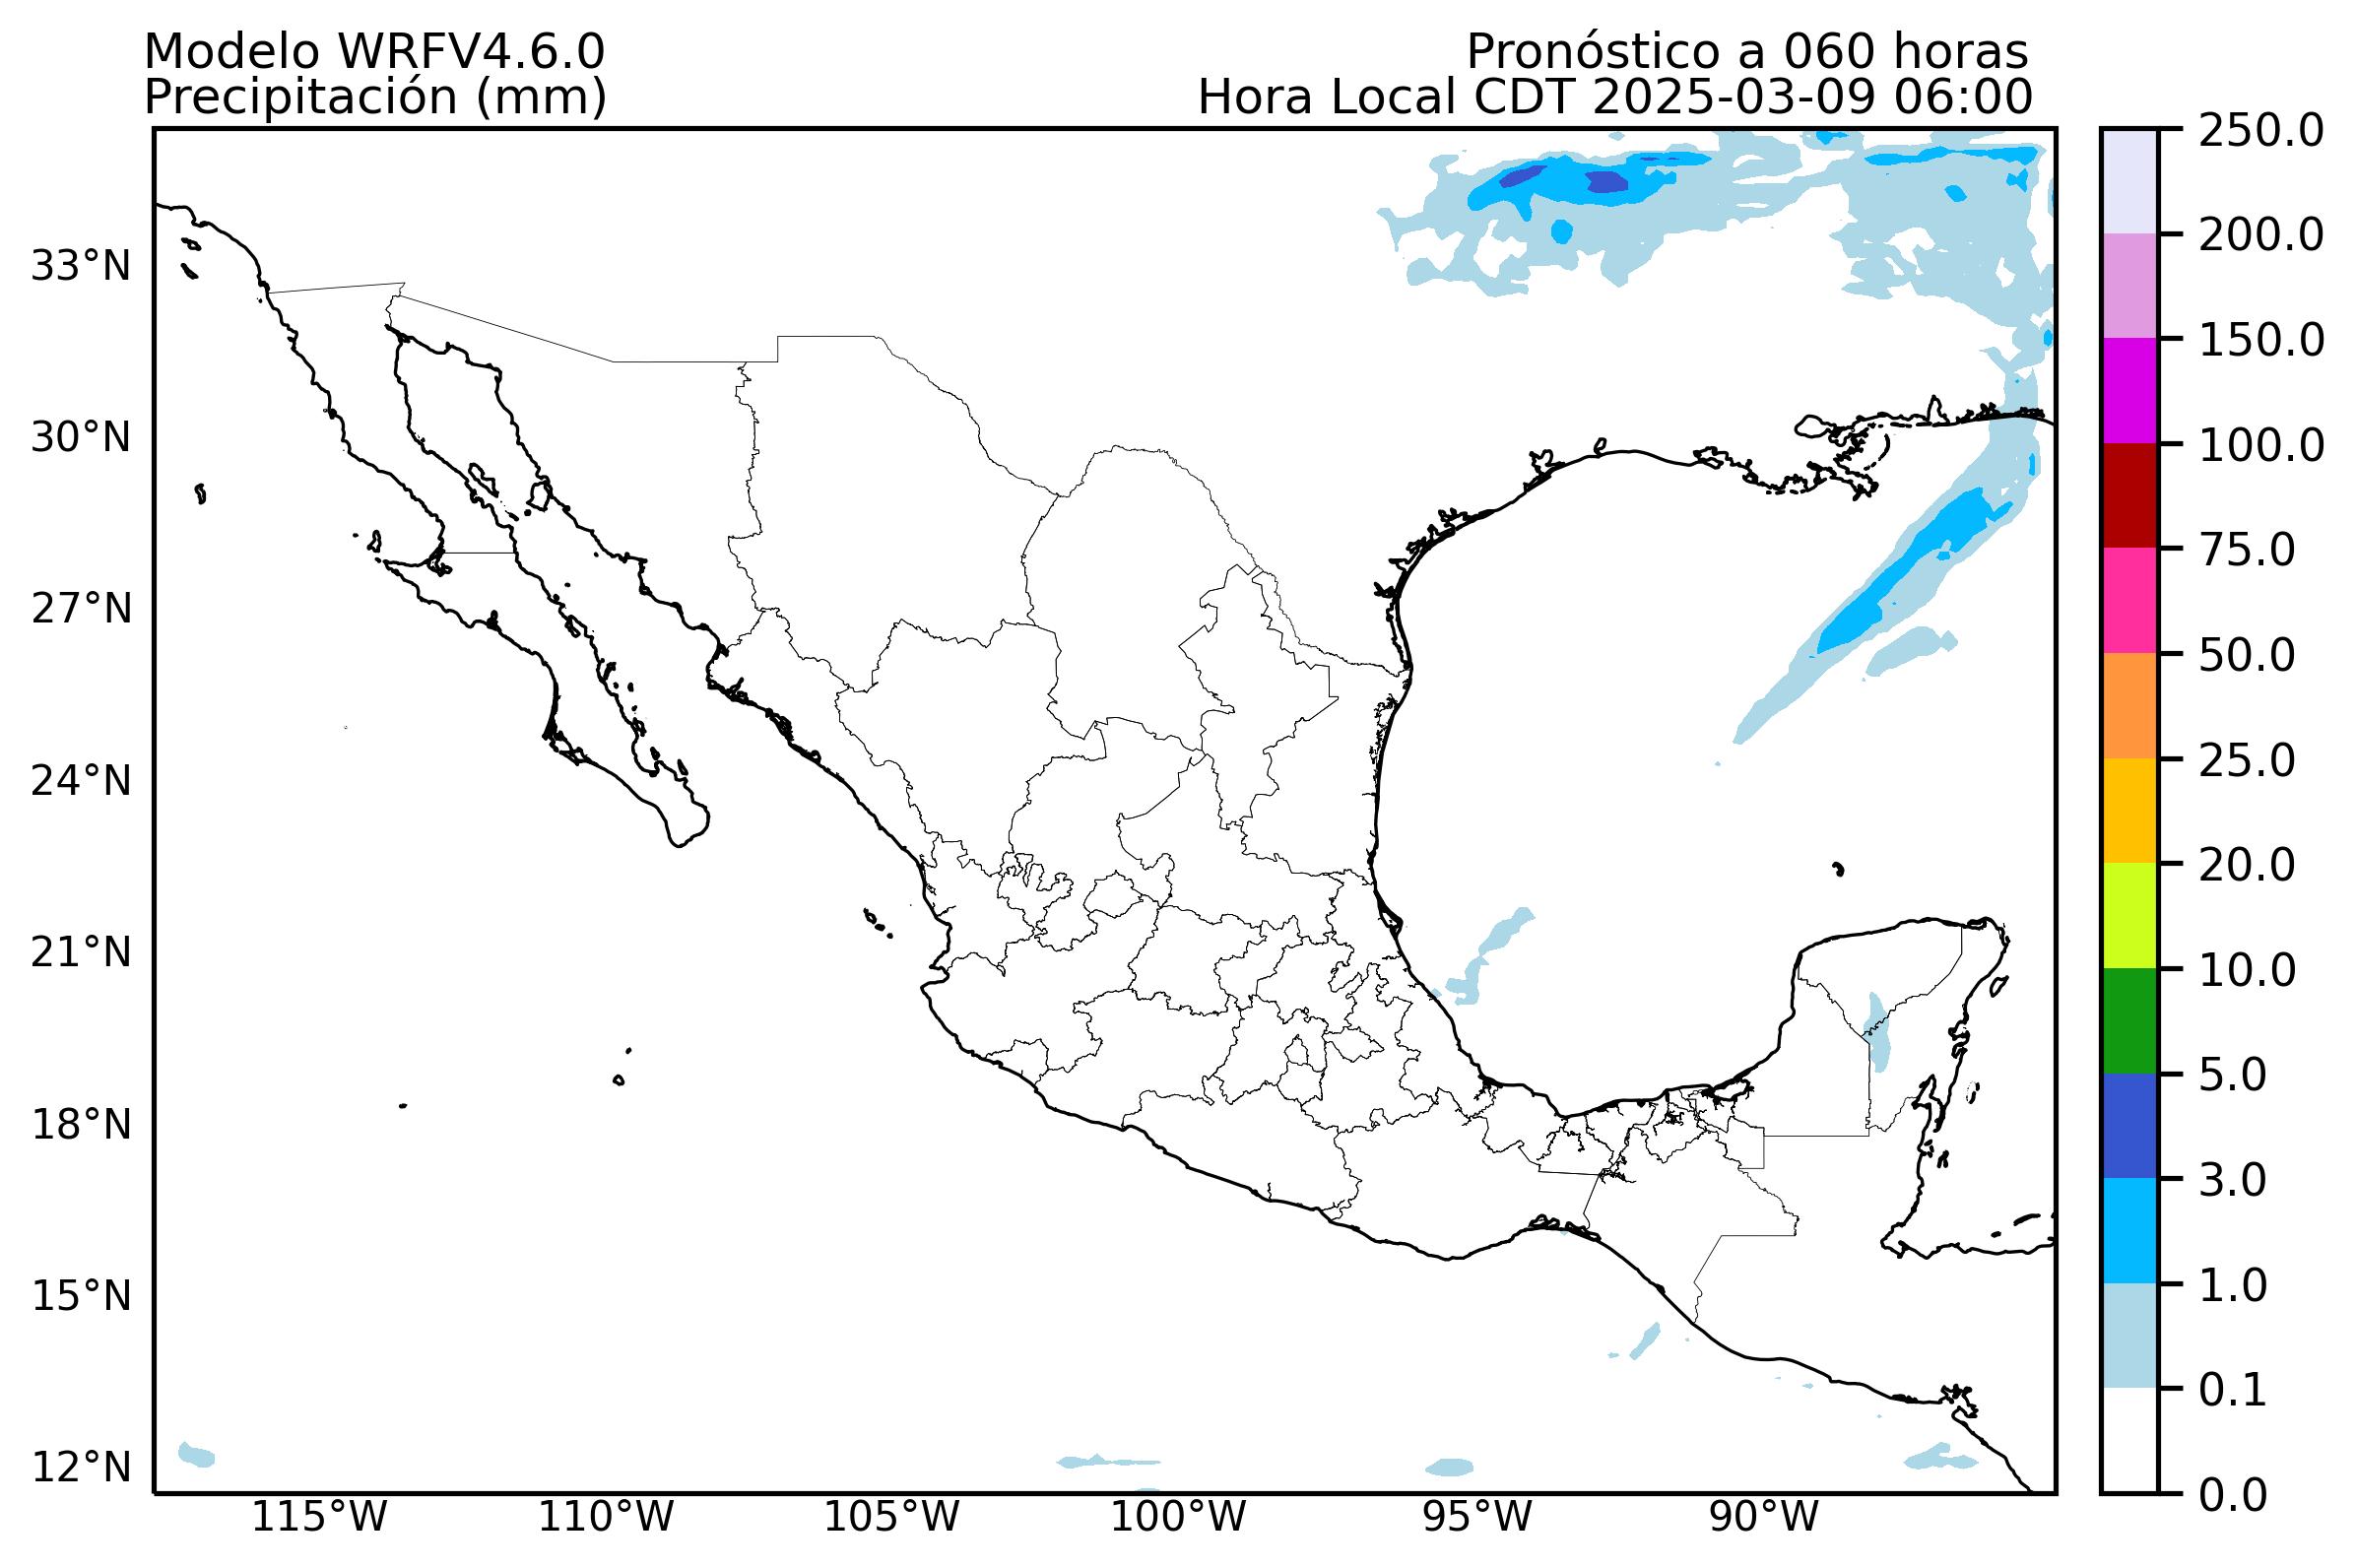 Modelo WRFV4.6.0
Precipitación (mm)
Pronóstico a 060 horas
Hora Local CDT 2025-03-09 06:00
33°N
30°N
27°N
24°N
21°N
18°N
15°N
12°N
115°W
110°W
105°W
100°W
95°W
90°W
250.0
200.0
150.0
100.0
75.0
50.0
25.0
20.0
10.0
5.0
3.0
1.0
0.1
0.0